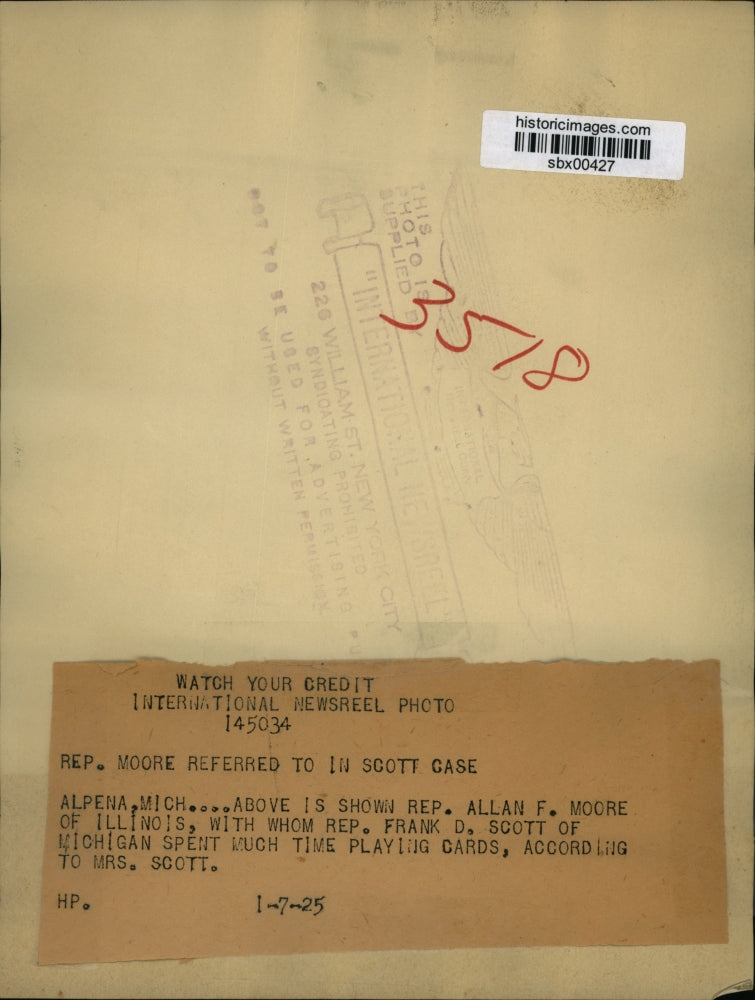 historicimages.com
sbx00427
THIS
PHOTO IS
SUPPLIED BY
"INTERNATIONAL NEWSREEL"
226 WILLIAM ST. NEW YORK CITY
SYNDICATING PROHIBITED
NOT TO BE USED FOR ADVERTISING
WITHOUT WRITTEN PERMISSION
3518
WATCH YOUR CREDIT
INTERNATIONAL NEWSREEL PHOTO
145034
REP. MOORE REFERRED TO IN SCOTT CASE
ALPENA,MICH....ABOVE IS SHOWN REP. ALLAN F. MOORE
OF ILLINOIS, WITH WHOM REP. FRANK D. SCOTT OF
MICHIGAN SPENT MUCH TIME PLAYING CARDS, ACCORDING
TO MRS. SCOTT.
HP. 1-7-25